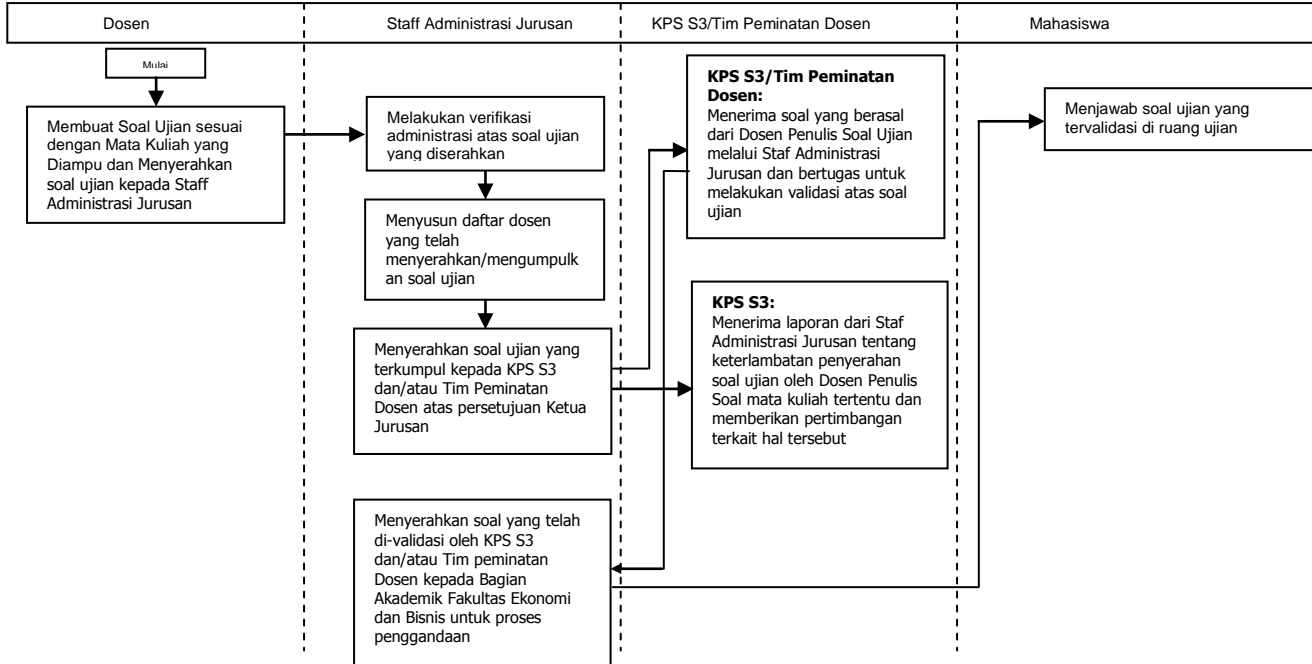 Dosen
Staff Administrasi Jurusan
KPS S3/Tim Peminatan Dosen
Mahasiswa
Mulai
Membuat Soal Ujian sesuai
dengan Mata Kuliah yang
Diampu dan Menyerahkan
soal ujian kepada Staff
Administrasi Jurusan
Melakukan verifikasi
administrasi atas soal ujian
yang diserahkan
Menyusun daftar dosen
yang telah
menyerahkan/mengumpulk
an soal ujian
Menyerahkan soal ujian yang
terkumpul kepada KPS S3
dan/atau Tim Peminatan
Dosen atas persetujuan Ketua
Jurusan
Menyerahkan soal yang telah
di-validasi oleh KPS S3
dan/atau Tim peminatan
Dosen kepada Bagian
Akademik Fakultas Ekonomi
dan Bisnis untuk proses
penggandaan
KPS S3/Tim Peminatan
Dosen:
Menerima soal yang berasal
dari Dosen Penulis Soal Ujian
melalui Staf Administrasi
Jurusan dan bertugas untuk
melakukan validasi atas soal
ujian
KPS S3:
Menerima laporan dari Staf
Administrasi Jurusan tentang
keterlambatan penyerahan
soal ujian oleh Dosen Penulis
Soal mata kuliah tertentu dan
memberikan pertimbangan
terkait hal tersebut
Menjawab soal ujian yang
tervalidasi di ruang ujian